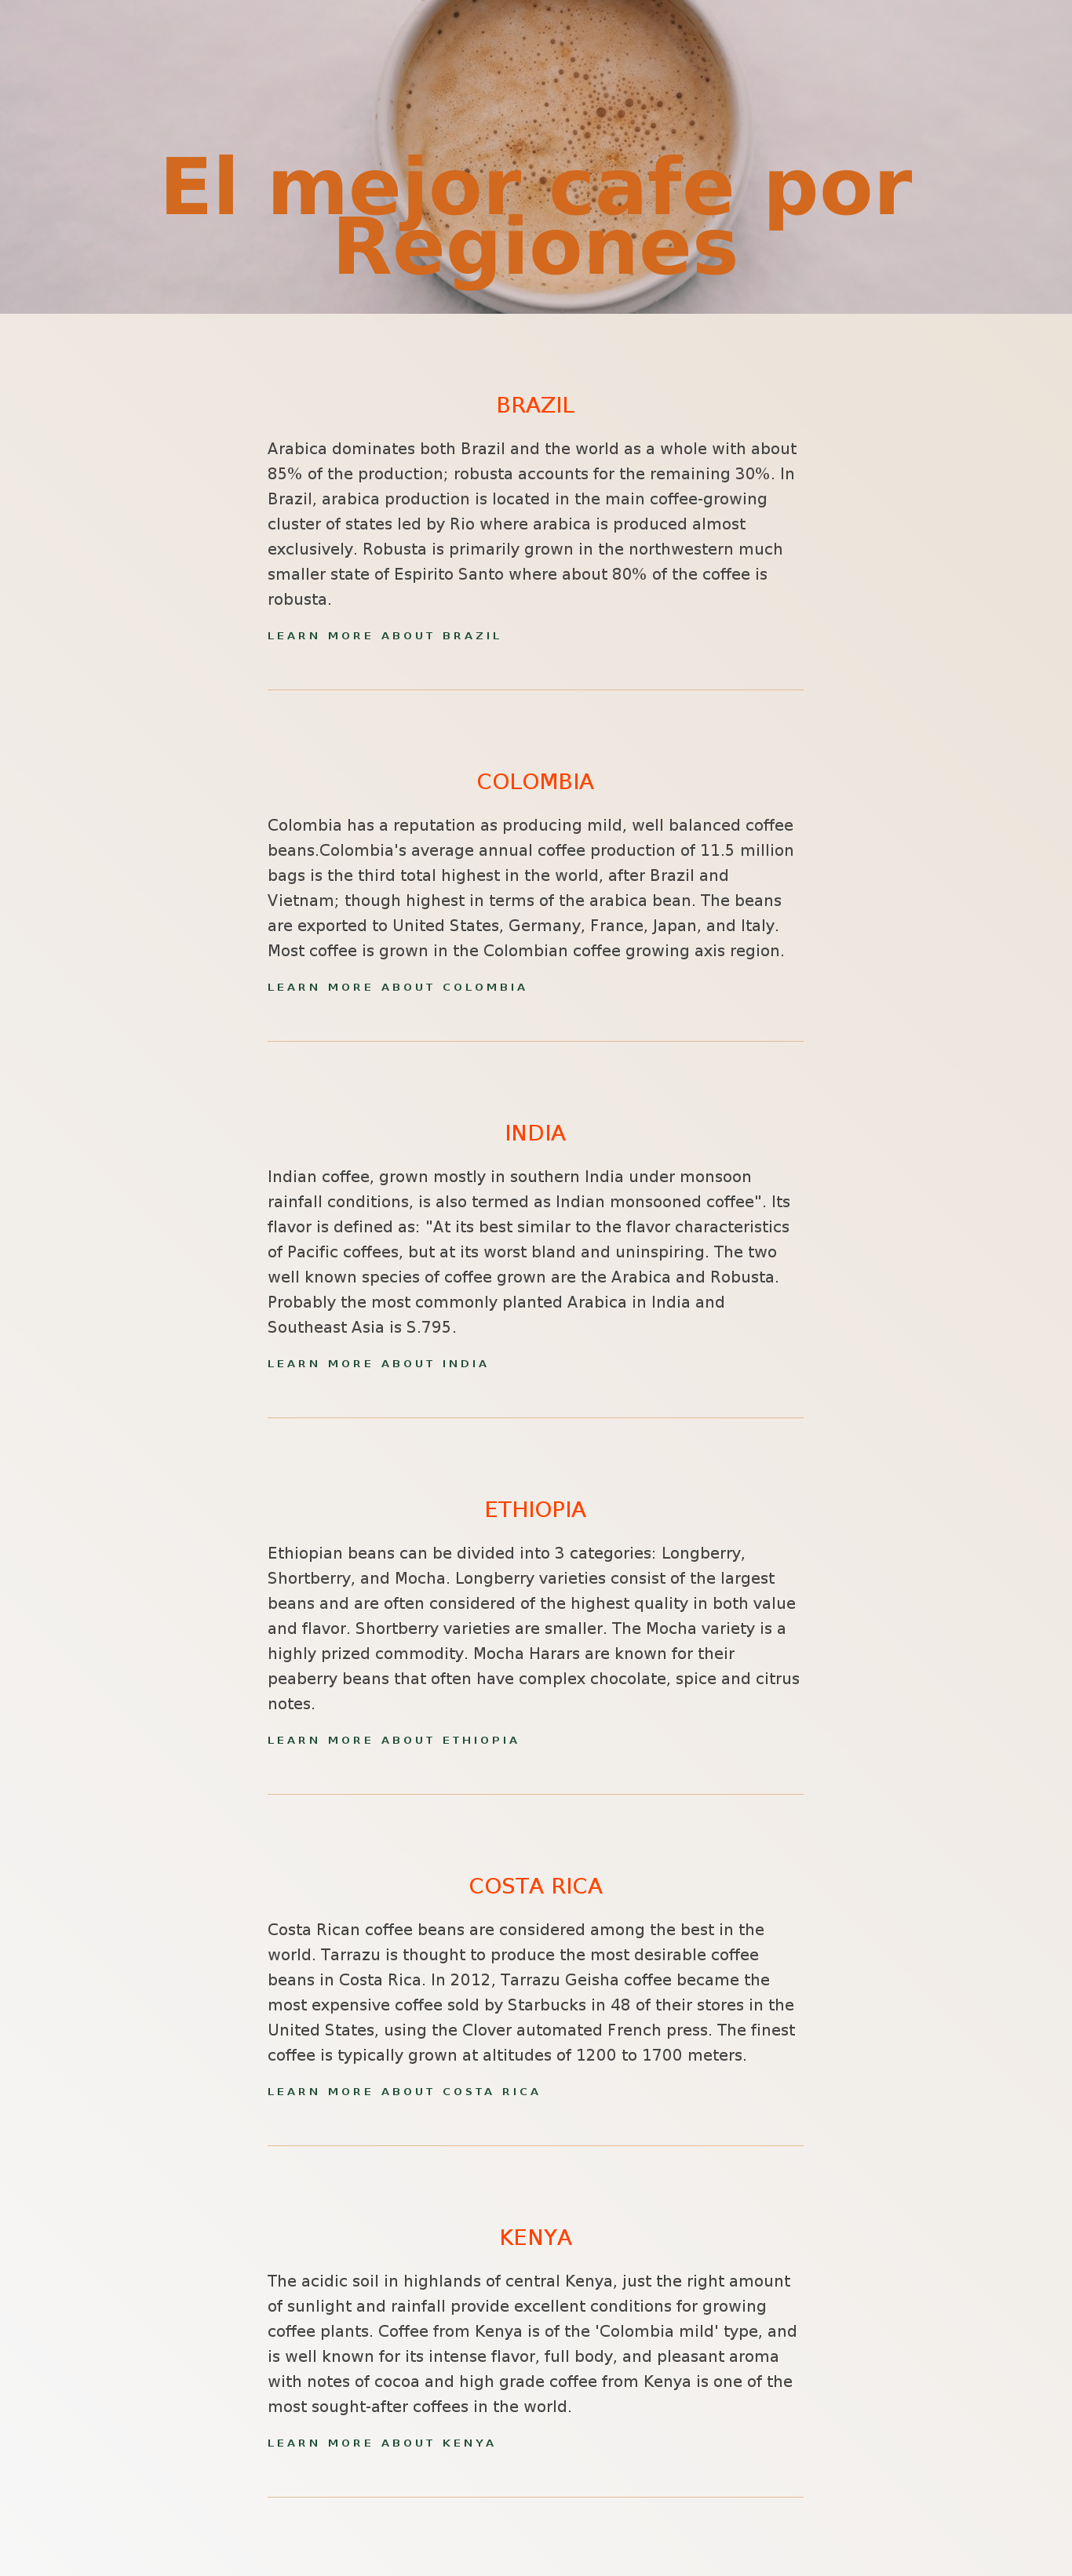 El mejor cafe por
Regiones
BRAZIL
Arabica dominates both Brazil and the world as a whole with about
85% of the production; robusta accounts for the remaining 30%. In
Brazil, arabica production is located in the main coffee-growing
cluster of states led by Rio where arabica is produced almost
exclusively. Robusta is primarily grown in the northwestern much
smaller state of Espirito Santo where about 80% of the coffee is
robusta.
LEARN MORE ABOUT BRAZIL
COLOMBIA
Colombia has a reputation as producing mild, well balanced coffee
beans.Colombia's average annual coffee production of 11.5 million
bags is the third total highest in the world, after Brazil and
Vietnam; though highest in terms of the arabica bean. The beans
are exported to United States, Germany, France, Japan, and Italy.
Most coffee is grown in the Colombian coffee growing axis region.
LEARN MORE ABOUT COLOMBIA
INDIA
Indian coffee, grown mostly in southern India under monsoon
rainfall conditions, is also termed as Indian monsooned coffee". Its
flavor is defined as: "At its best similar to the flavor characteristics
of Pacific coffees, but at its worst bland and uninspiring. The two
well known species of coffee grown are the Arabica and Robusta.
Probably the most commonly planted Arabica in India and
Southeast Asia is S.795.
LEARN MORE ABOUT INDIA
ETHIOPIA
Ethiopian beans can be divided into 3 categories: Longberry,
Shortberry, and Mocha. Longberry varieties consist of the largest
beans and are often considered of the highest quality in both value
and flavor. Shortberry varieties are smaller. The Mocha variety is a
highly prized commodity. Mocha Harars are known for their
peaberry beans that often have complex chocolate, spice and citrus
notes.
LEARN MORE ABOUT ETHIOPIA
COSTA RICA
Costa Rican coffee beans are considered among the best in the
world. Tarrazu is thought to produce the most desirable coffee
beans in Costa Rica. In 2012, Tarrazu Geisha coffee became the
most expensive coffee sold by Starbucks in 48 of their stores in the
United States, using the Clover automated French press. The finest
coffee is typically grown at altitudes of 1200 to 1700 meters.
LEARN MORE ABOUT COSTA RICA
KENYA
The acidic soil in highlands of central Kenya, just the right amount
of sunlight and rainfall provide excellent conditions for growing
coffee plants. Coffee from Kenya is of the 'Colombia mild' type, and
is well known for its intense flavor, full body, and pleasant aroma
with notes of cocoa and high grade coffee from Kenya is one of the
most sought-after coffees in the world.
LEARN MORE ABOUT KENYA